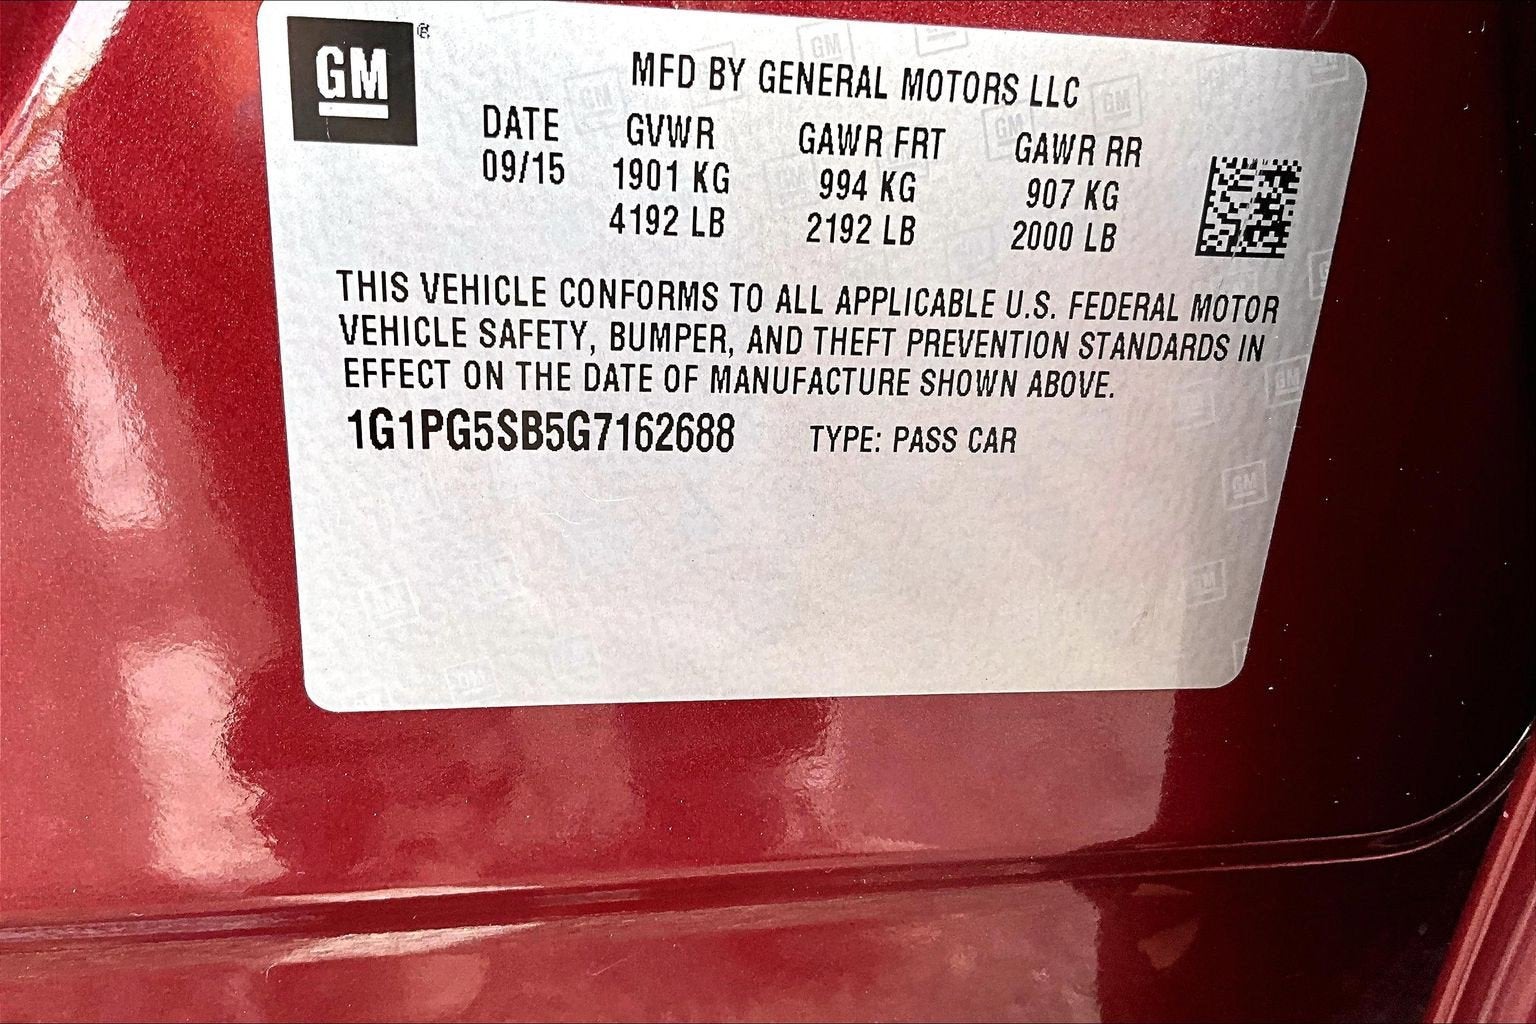 GM
MFD BY GENERAL MOTORS LLC
DATE GVWR GAWR FRT GAWR RR
09/15 1901 KG 994 KG 907 KG
4192 LB 2192 LB 2000 LB
THIS VEHICLE CONFORMS TO ALL APPLICABLE U.S. FEDERAL MOTOR
VEHICLE SAFETY, BUMPER, AND THEFT PREVENTION STANDARDS IN
EFFECT ON THE DATE OF MANUFACTURE SHOWN ABOVE.
1G1PG5SB5G7162688 TYPE: PASS CAR